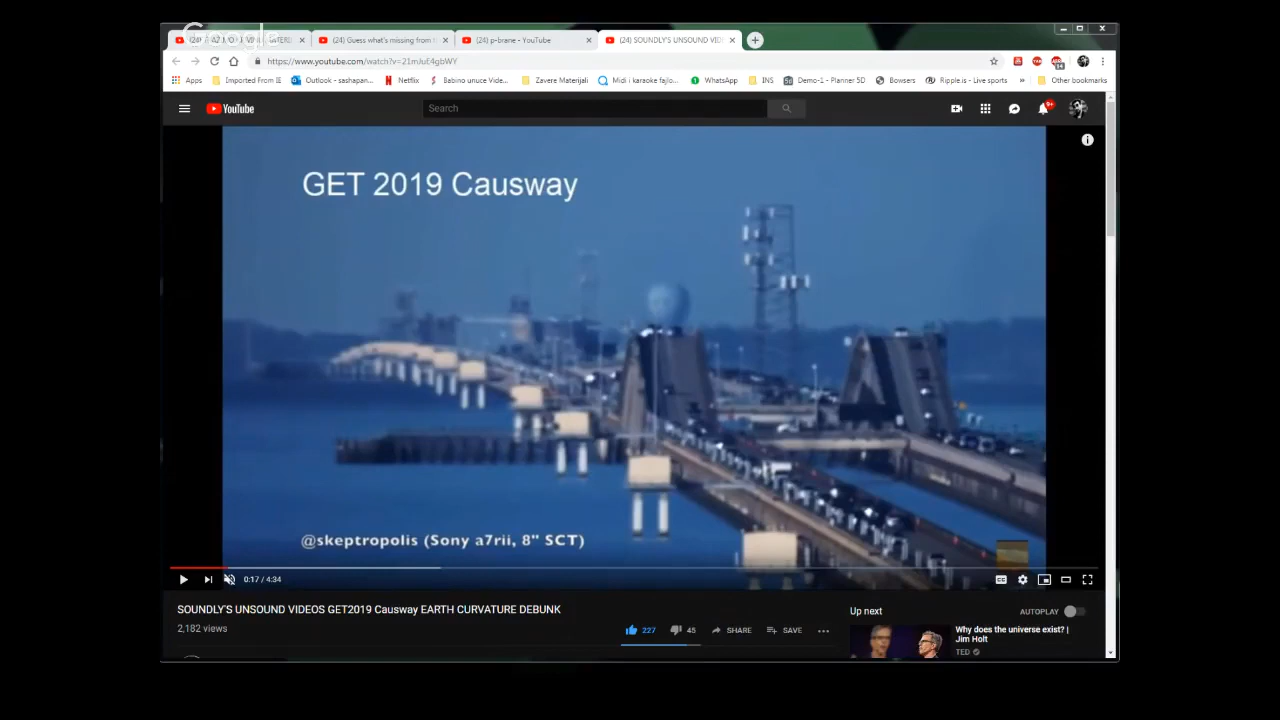 Google
(24) Guess what's missing from t
(24) p-brane - YouTube
(24) SOUNDLY'S UNSOUND VIDE
https://www.youtube.com/watch?v=21mJuE4gbWY
Apps
Imported From IE
Outlook - sashapan...
Netflix
Babino unuce Vide...
Zavere Materijali
Midi i karaoke fajlo...
WhatsApp
INS
Demo-1 - Planner 5D
Bowsers
Ripple.is - Live sports
»
Other bookmarks
YouTube
Search
9+
GET 2019 Causway
@skeptropolis (Sony a7rii, 8" SCT)
0:17 / 4:34
SOUNDLY'S UNSOUND VIDEOS GET2019 Causway EARTH CURVATURE DEBUNK
2,182 views
227
45
SHARE
SAVE
Up next
AUTOPLAY
Why does the universe exist? |
Jim Holt
TED